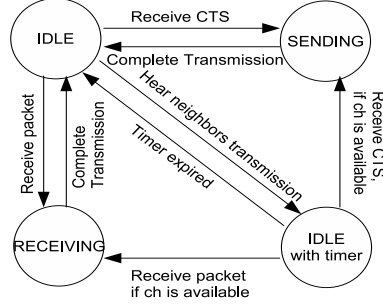 Receive CTS
IDLE
SENDING
Complete Transmission
Hear neighbors transmission
Timer expired
Receive packet
Complete
Transmission
Receive CTS,
if ch is available
RECEIVING
IDLE
with timer
Receive packet
if ch is available